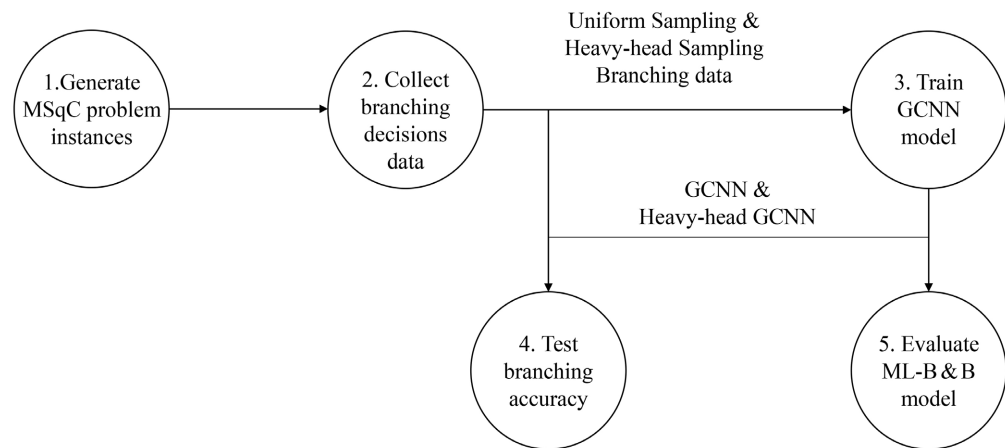 1.Generate
MSqC problem
instances
2. Collect
branching
decisions
data
Uniform Sampling &
Heavy-head Sampling
Branching data
3. Train
GCNN
model
GCNN &
Heavy-head GCNN
4. Test
branching
accuracy
5. Evaluate
ML-B & B
model